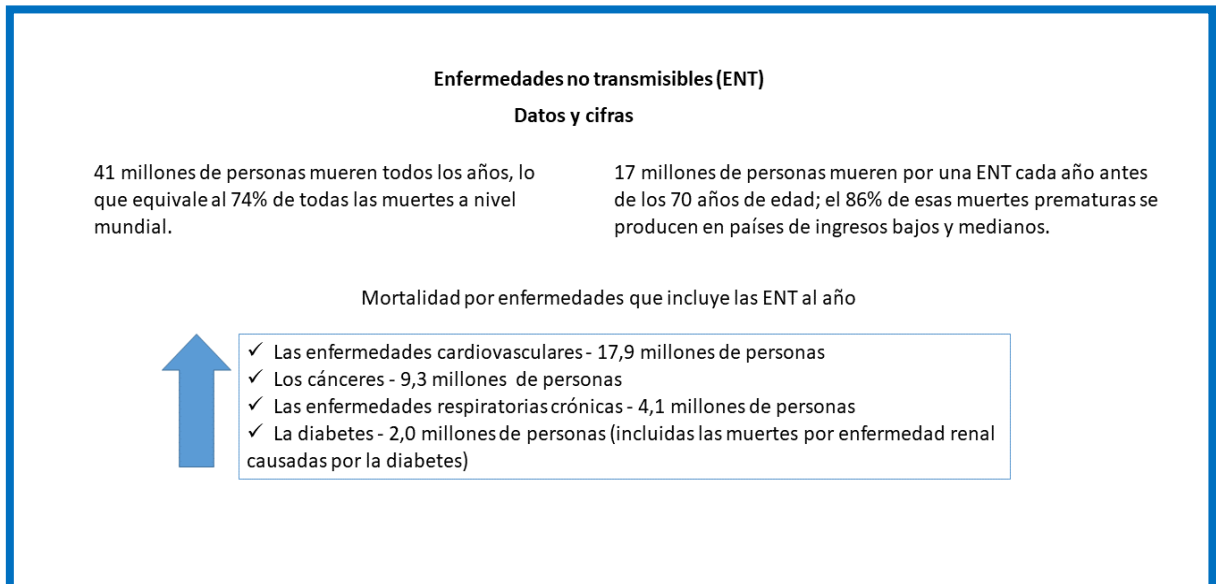 Enfermedades no transmisibles (ENT)
Datos y cifras
41 millones de personas mueren todos los años, lo
que equivale al 74% de todas las muertes a nivel
mundial.
17 millones de personas mueren por una ENT cada año antes
de los 70 años de edad; el 86% de esas muertes prematuras se
producen en países de ingresos bajos y medianos.
Mortalidad por enfermedades que incluye las ENT al año
✓ Las enfermedades cardiovasculares - 17,9 millones de personas
✓ Los cánceres - 9,3 millones de personas
✓ Las enfermedades respiratorias crónicas - 4,1 millones de personas
✓ La diabetes - 2,0 millones de personas (incluidas las muertes por enfermedad renal
causadas por la diabetes)